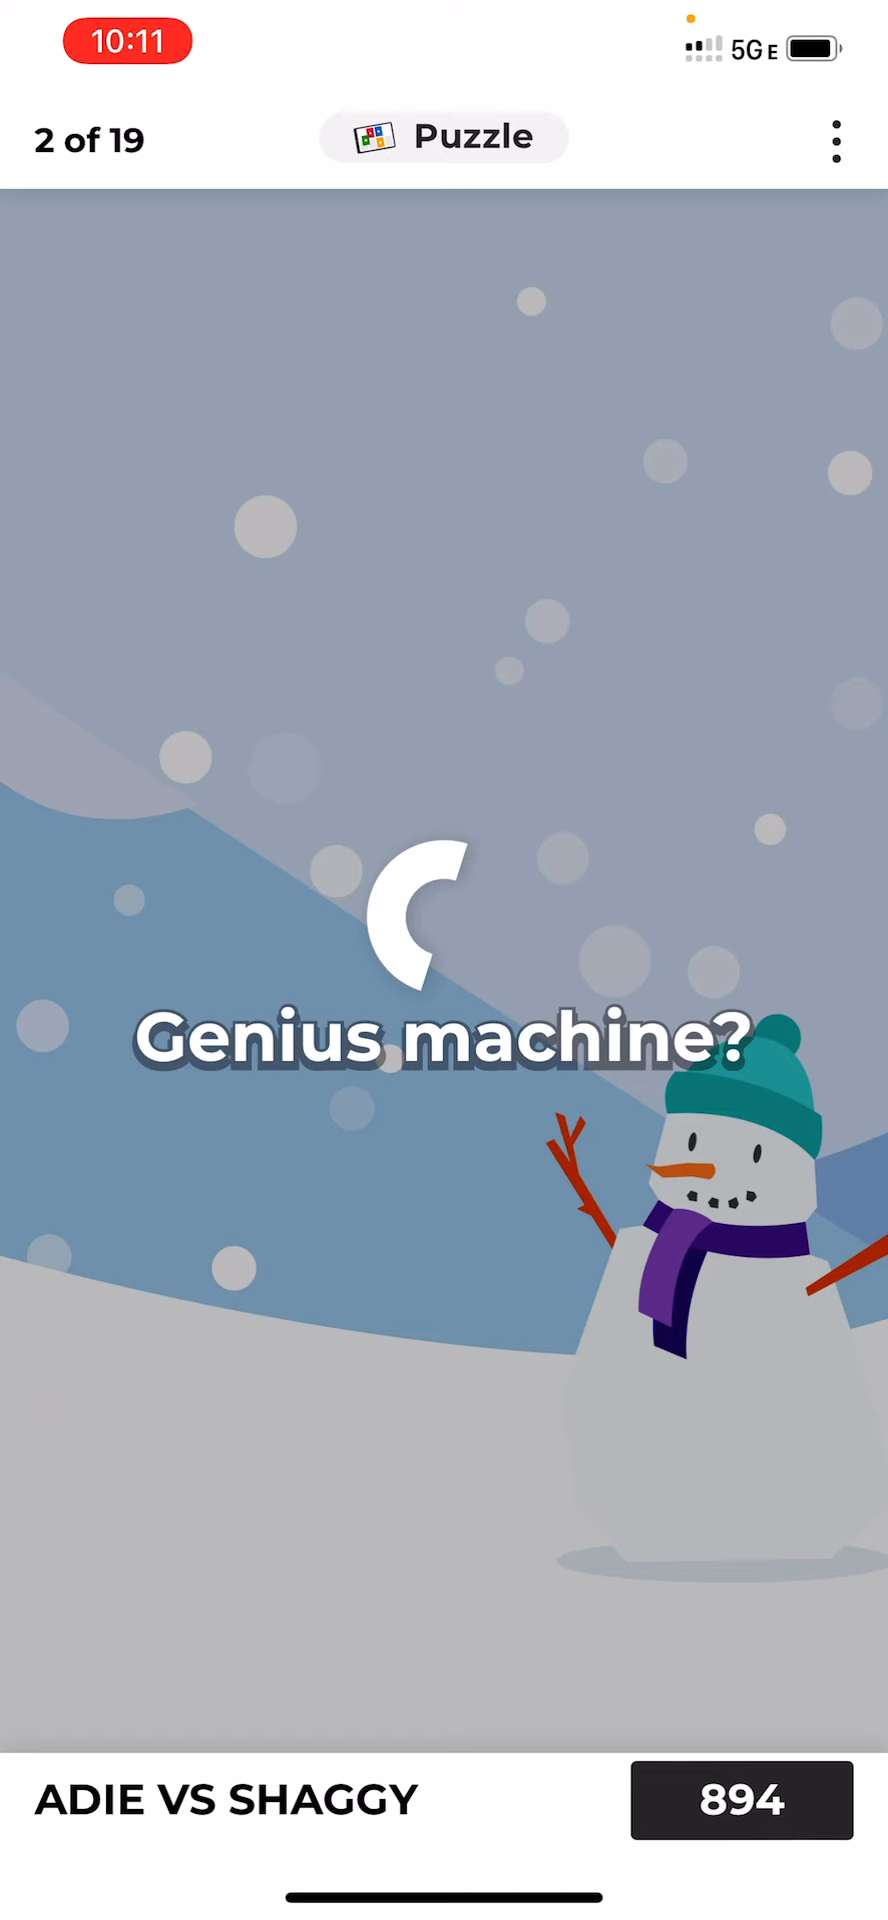 10:11
5G E
2 of 19
Puzzle
Genius machine?
ADIE VS SHAGGY
894